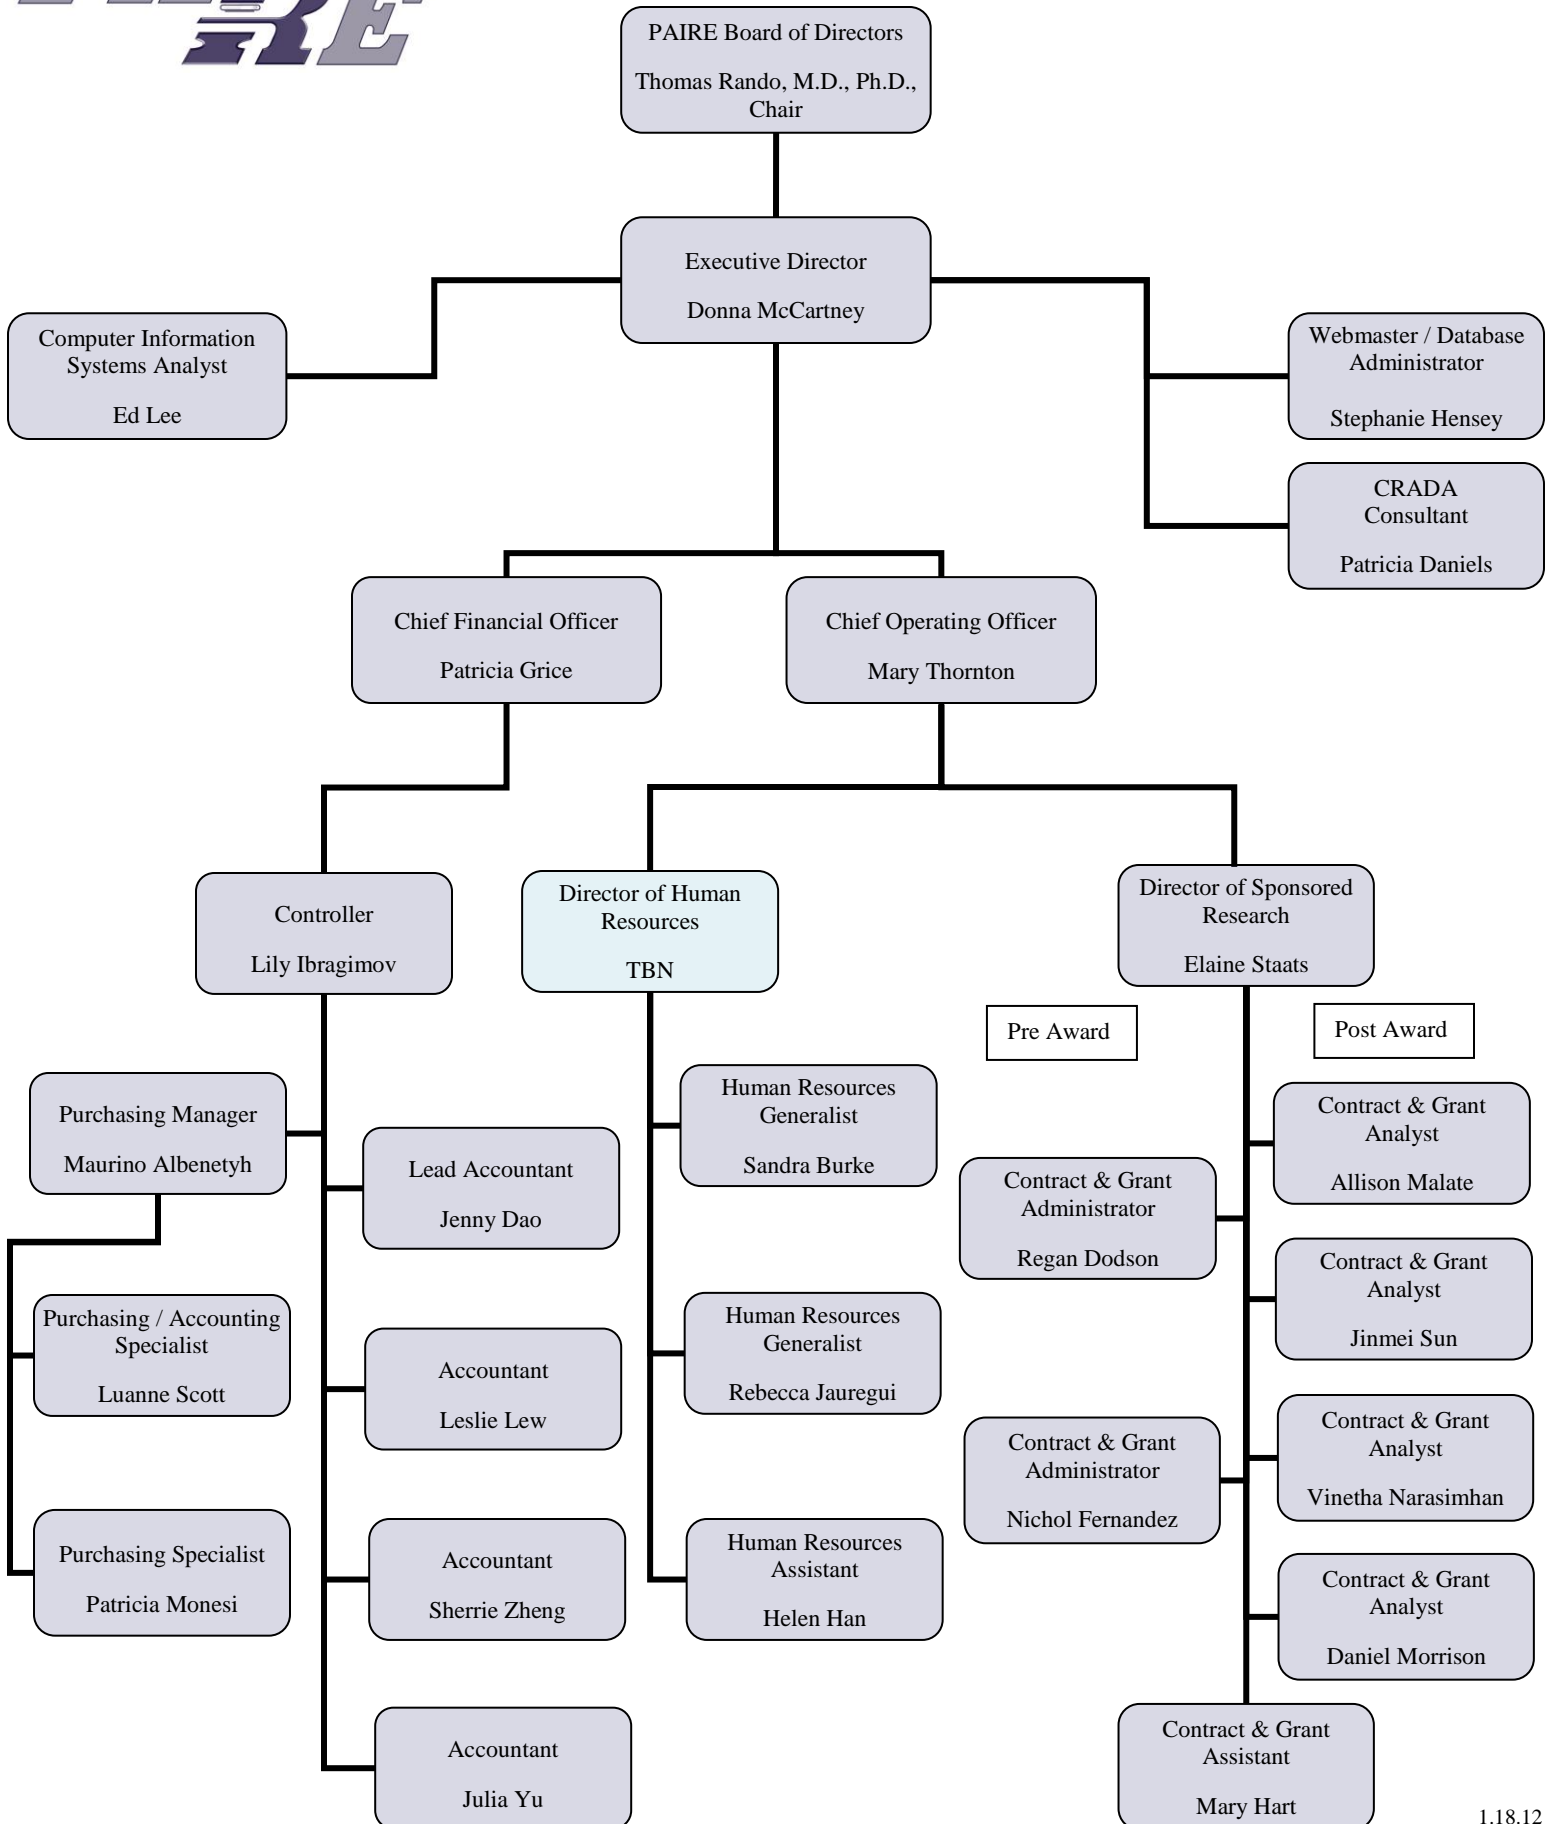 PAIRE Board of Directors
Thomas Rando, M.D., Ph.D.,
Chair
Executive Director
Donna McCartney
Computer Information
Systems Analyst
Ed Lee
Webmaster / Database
Administrator
Stephanie Hensey
CRADA
Consultant
Patricia Daniels
Chief Financial Officer
Patricia Grice
Chief Operating Officer
Mary Thornton
Controller
Lily Ibragimov
Director of Human
Resources
TBN
Director of Sponsored
Research
Elaine Staats
Pre Award
Post Award
Purchasing Manager
Maurino Albenetyh
Purchasing / Accounting
Specialist
Luanne Scott
Purchasing Specialist
Patricia Monesi
Lead Accountant
Jenny Dao
Accountant
Leslie Lew
Accountant
Sherrie Zheng
Accountant
Julia Yu
Human Resources
Generalist
Sandra Burke
Human Resources
Generalist
Rebecca Jauregui
Human Resources
Assistant
Helen Han
Contract & Grant
Administrator
Regan Dodson
Contract & Grant
Administrator
Nichol Fernandez
Contract & Grant
Analyst
Allison Malate
Contract & Grant
Analyst
Jinmei Sun
Contract & Grant
Analyst
Vinetha Narasimhan
Contract & Grant
Analyst
Daniel Morrison
Contract & Grant
Assistant
Mary Hart
1.18.12